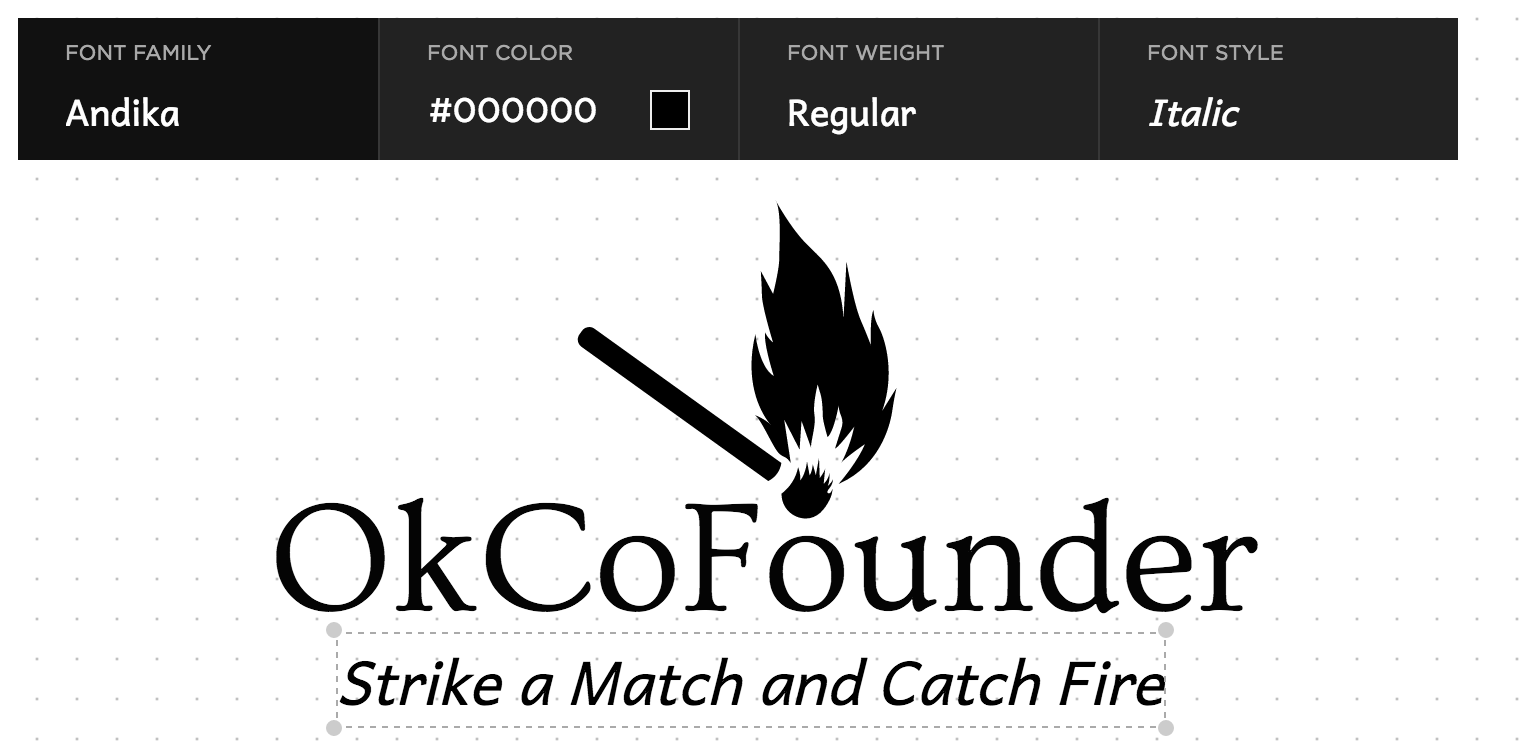 FONT FAMILY FONT COLOR FONT WEIGHT FONT STYLE
Andika #000000 Regular Italic
OkCoFounder
Strike a Match and Catch Fire